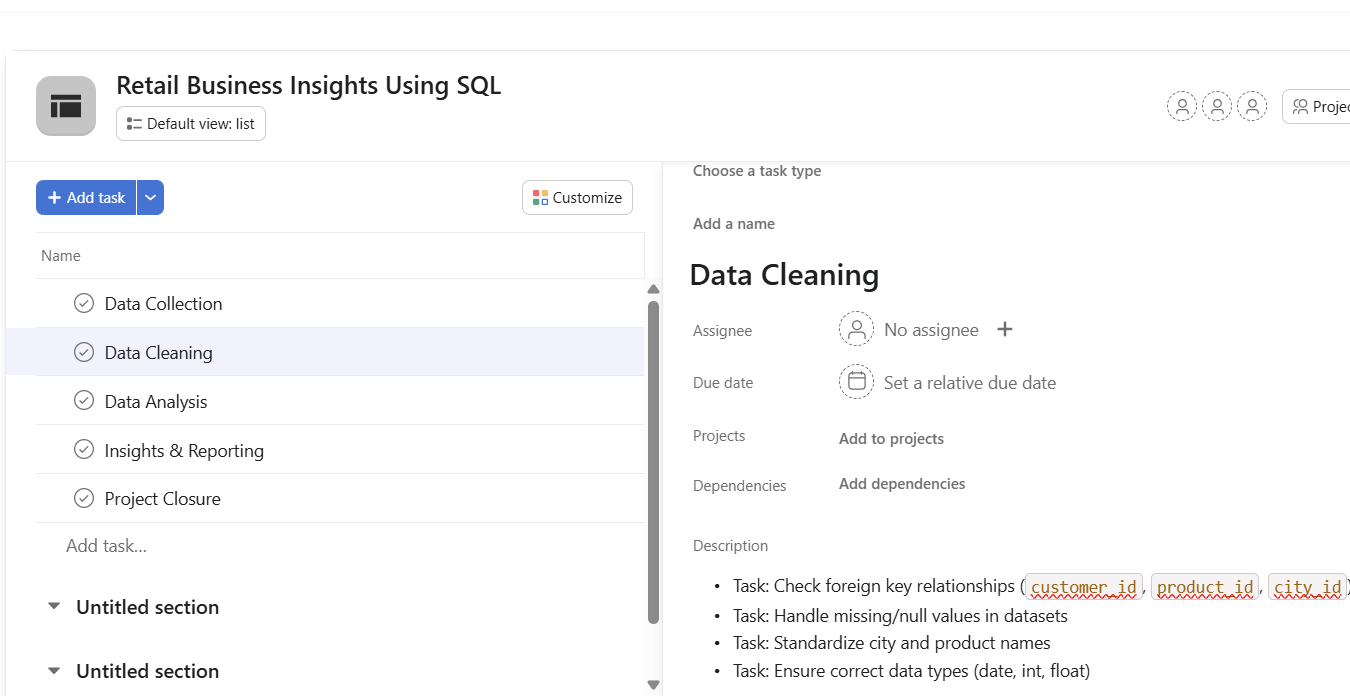 Retail Business Insights Using SQL
Default view: list
Add task
Customize
Name
Data Collection
Data Cleaning
Data Analysis
Insights & Reporting
Project Closure
Add task...
Untitled section
Untitled section
Choose a task type
Add a name
Data Cleaning
Assignee No assignee
Due date Set a relative due date
Projects Add to projects
Dependencies Add dependencies
Description
• Task: Check foreign key relationships (customer_id, product_id, city_id)
• Task: Handle missing/null values in datasets
• Task: Standardize city and product names
• Task: Ensure correct data types (date, int, float)